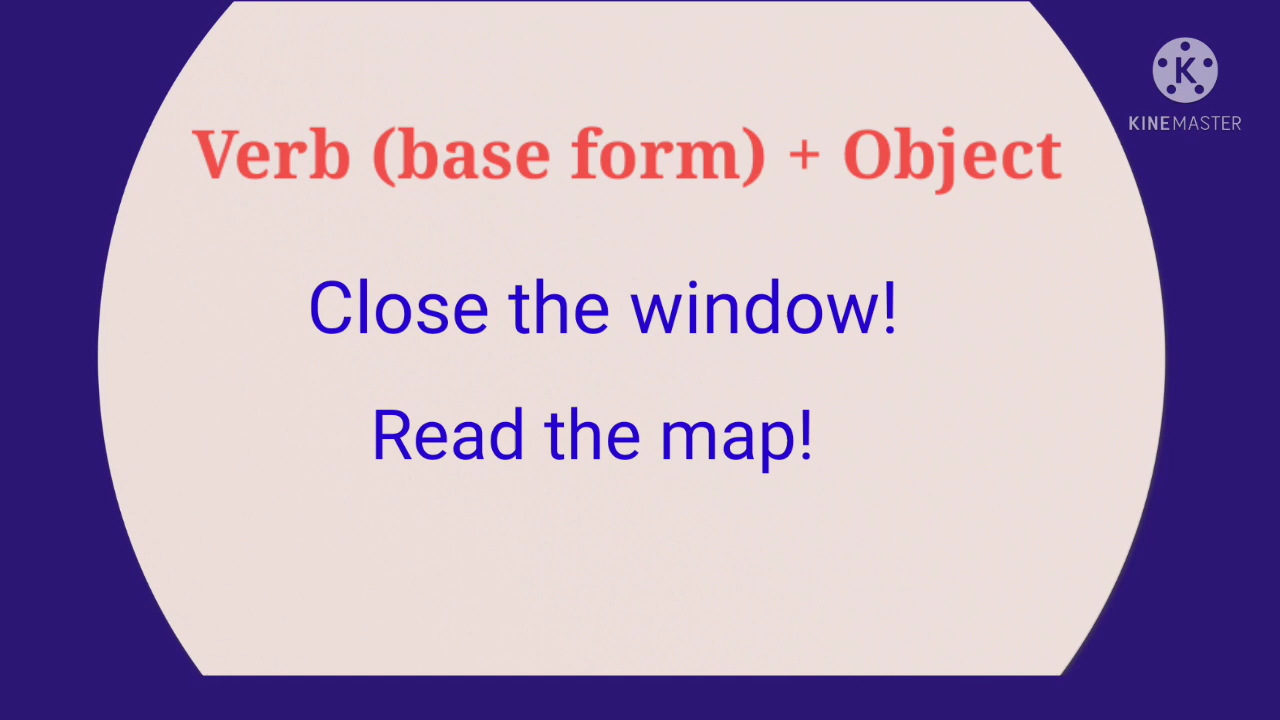 Verb (base form) + Object
Close the window!
Read the map!
K
KINEMASTER